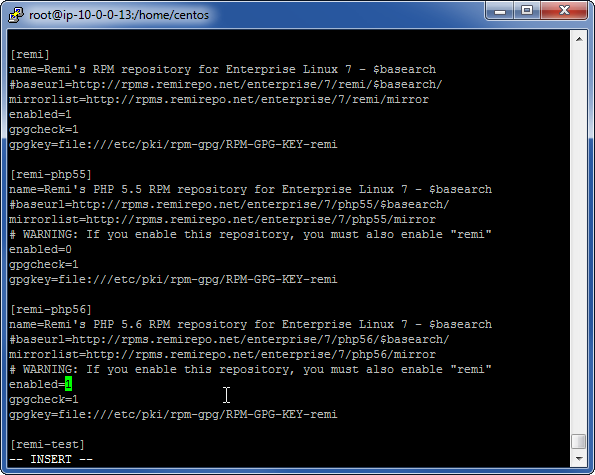 root@ip-10-0-0-13:/home/centos
[remi]
name=Remi's RPM repository for Enterprise Linux 7 - $basearch
#baseurl=http://rpms.remirepo.net/enterprise/7/remi/$basearch/
mirrorlist=http://rpms.remirepo.net/enterprise/7/remi/mirror
enabled=1
gpgcheck=1
gpgkey=file:///etc/pki/rpm-gpg/RPM-GPG-KEY-remi
[remi-php55]
name=Remi's PHP 5.5 RPM repository for Enterprise Linux 7 - $basearch
#baseurl=http://rpms.remirepo.net/enterprise/7/php55/$basearch/
mirrorlist=http://rpms.remirepo.net/enterprise/7/php55/mirror
# WARNING: If you enable this repository, you must also enable "remi"
enabled=0
gpgcheck=1
gpgkey=file:///etc/pki/rpm-gpg/RPM-GPG-KEY-remi
[remi-php56]
name=Remi's PHP 5.6 RPM repository for Enterprise Linux 7 - $basearch
#baseurl=http://rpms.remirepo.net/enterprise/7/php56/$basearch/
mirrorlist=http://rpms.remirepo.net/enterprise/7/php56/mirror
# WARNING: If you enable this repository, you must also enable "remi"
enabled=1
gpgcheck=1
gpgkey=file:///etc/pki/rpm-gpg/RPM-GPG-KEY-remi
[remi-test]
-- INSERT --